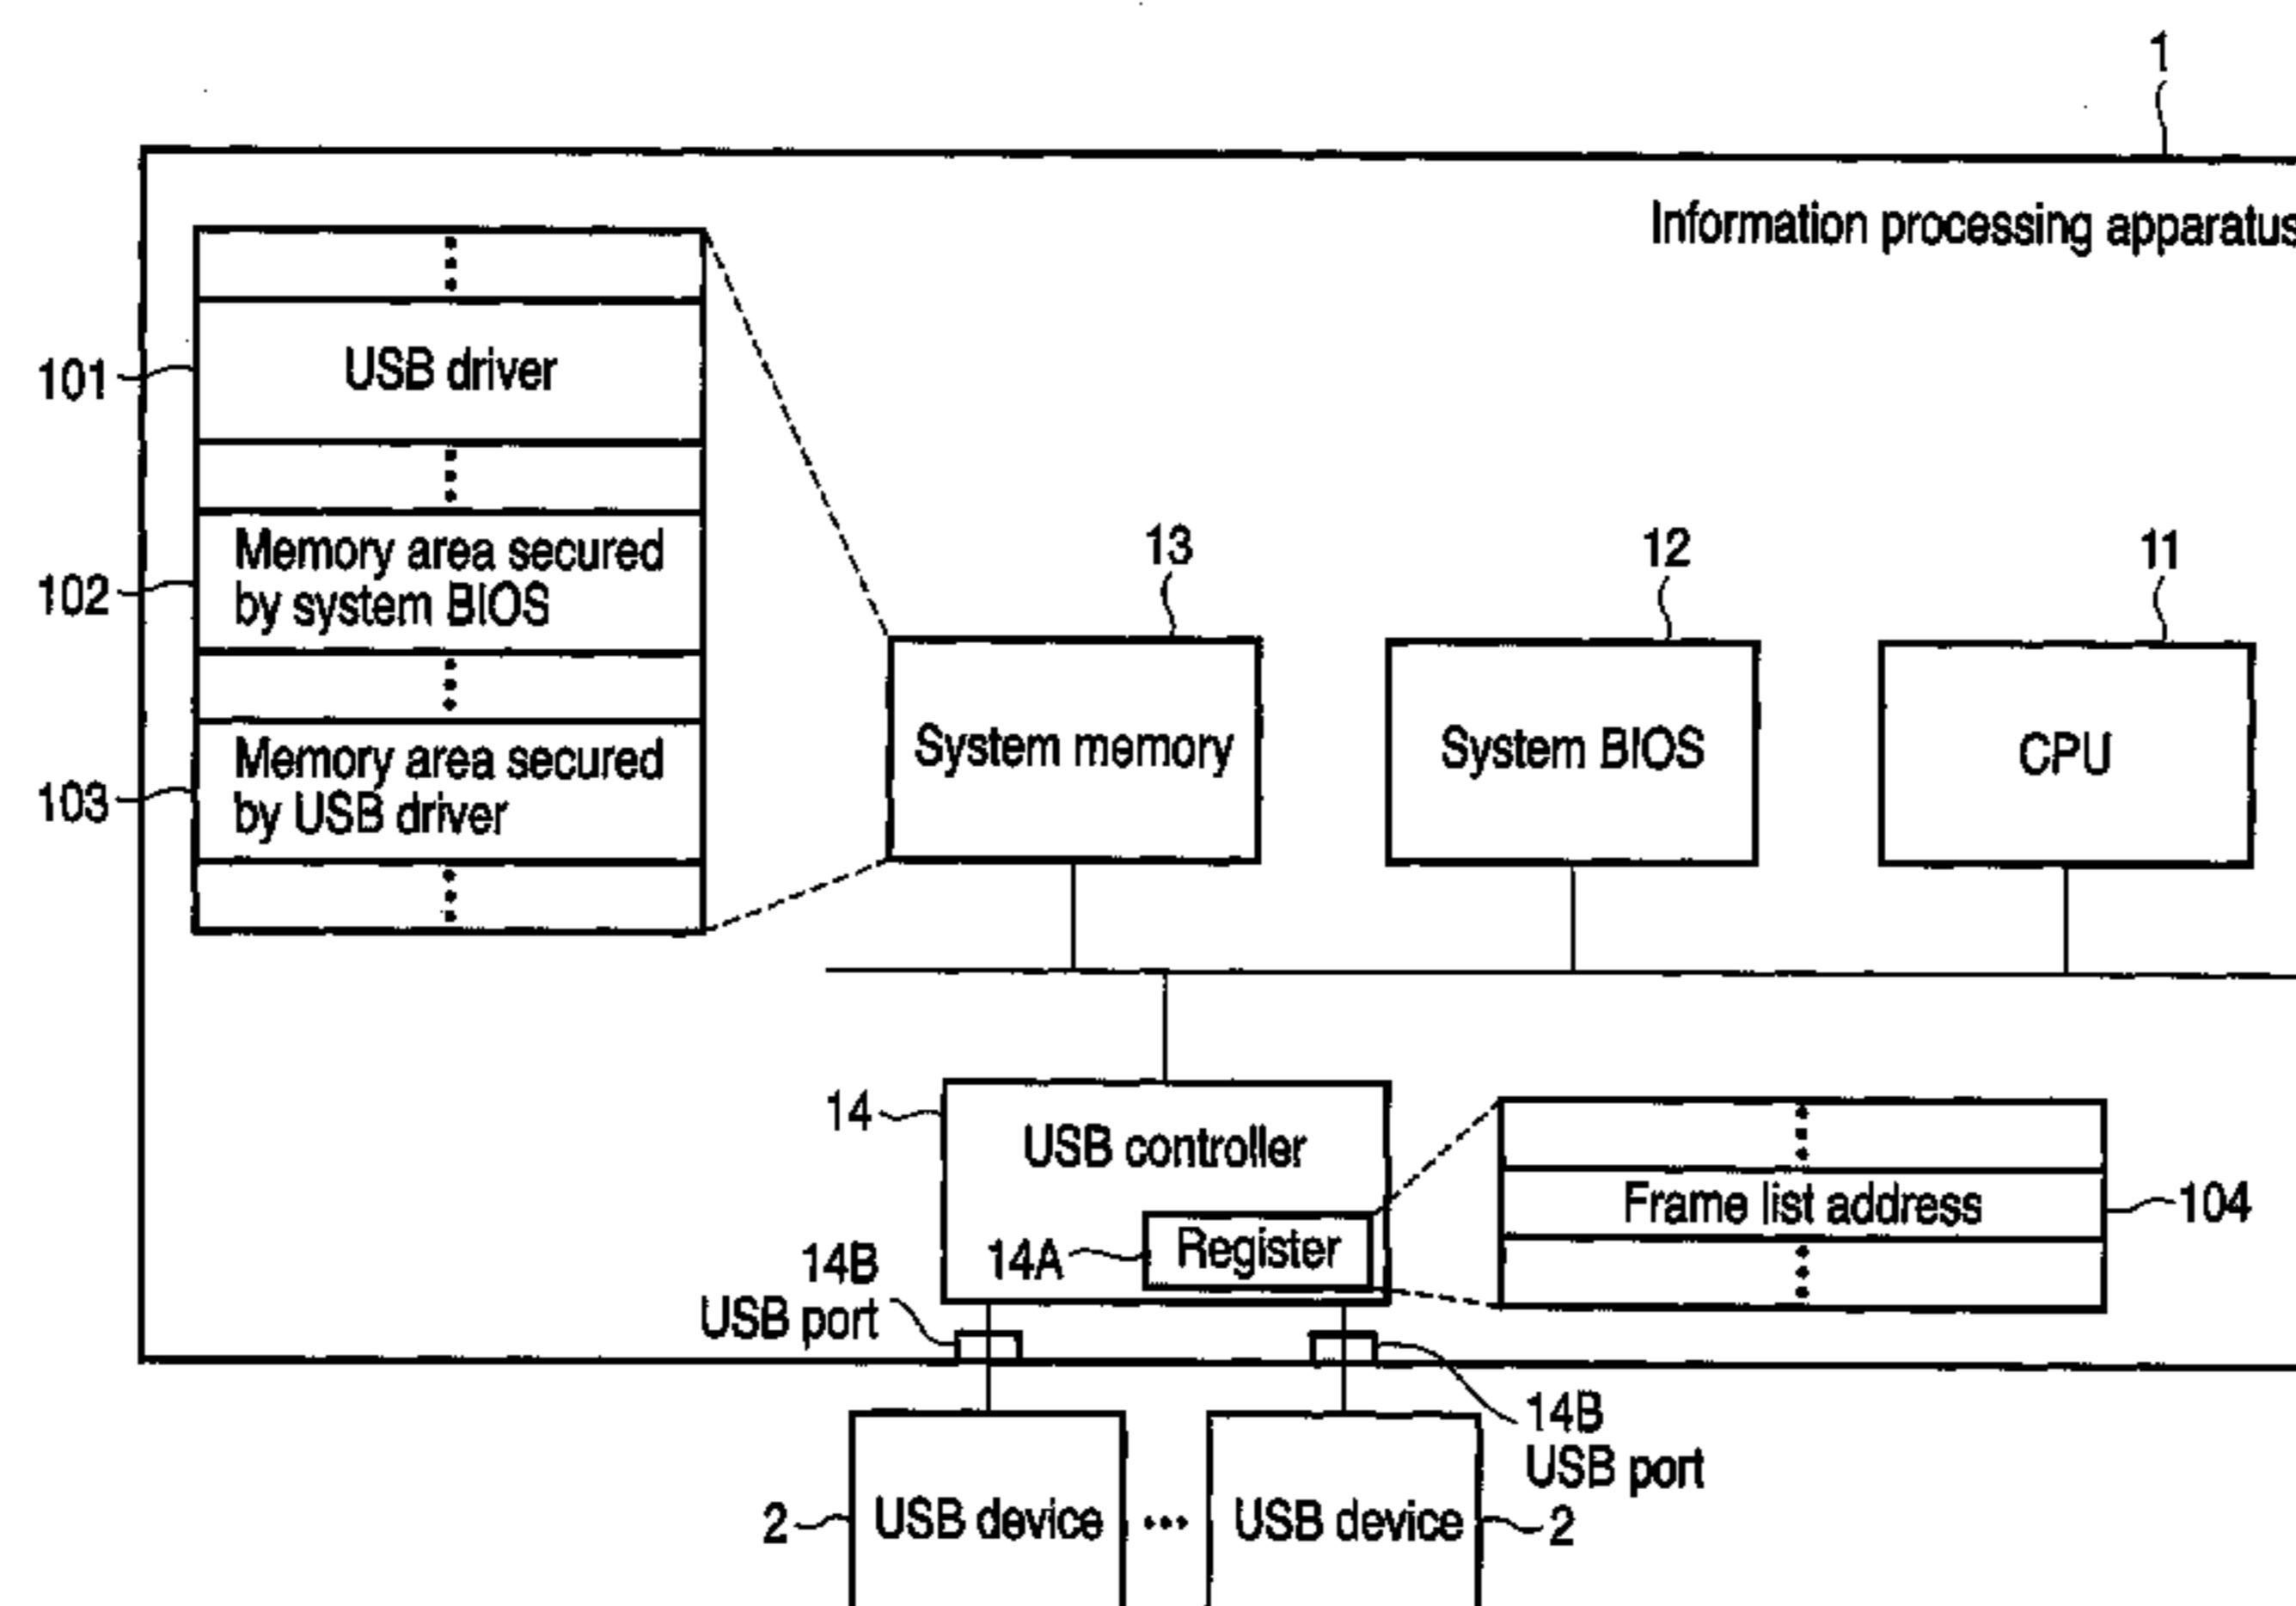 1
Information processing apparatus
101
USB driver
102
Memory area secured
by system BIOS
103
Memory area secured
by USB driver
13
System memory
12
System BIOS
11
CPU
14
USB controller
14A
Register
Frame list address
104
14B
USB port
14B
USB port
2
USB device
...
USB device
2